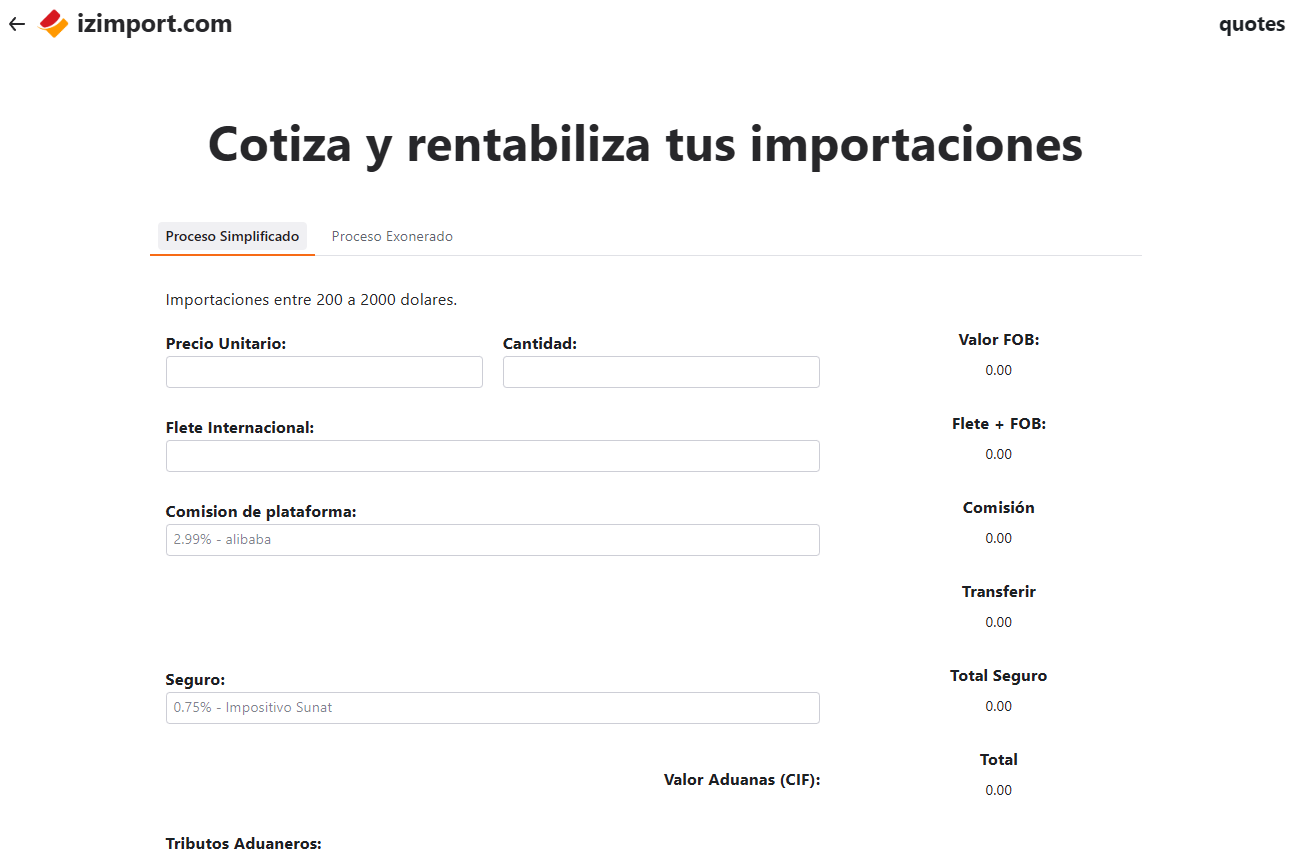 izimport.com
quotes
Cotiza y rentabiliza tus importaciones
Proceso Simplificado
Proceso Exonerado
Importaciones entre 200 a 2000 dolares.
Precio Unitario:
Cantidad:
Valor FOB:
0.00
Flete Internacional:
Flete + FOB:
0.00
Comision de plataforma:
2.99% - alibaba
Comisión
0.00
Transferir
0.00
Seguro:
0.75% - Impositivo Sunat
Total Seguro
0.00
Valor Aduanas (CIF):
Total
0.00
Tributos Aduaneros: